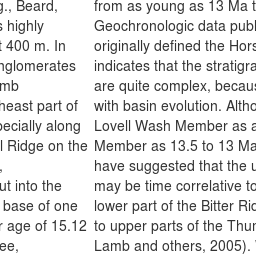 g., Beard,
s highly
t 400 m. In
nglomerates
mb
heast part of
pecially along
l Ridge on the
,
ut into the
base of one
r age of 15.12
ee,
from as young as 13 Ma t
Geochronologic data publ
originally defined the Hors
indicates that the stratigra
are quite complex, becaus
with basin evolution. Altho
Lovell Wash Member as a
Member as 13.5 to 13 Ma
have suggested that the u
may be time correlative to
lower part of the Bitter Rid
to upper parts of the Thum
Lamb and others, 2005).